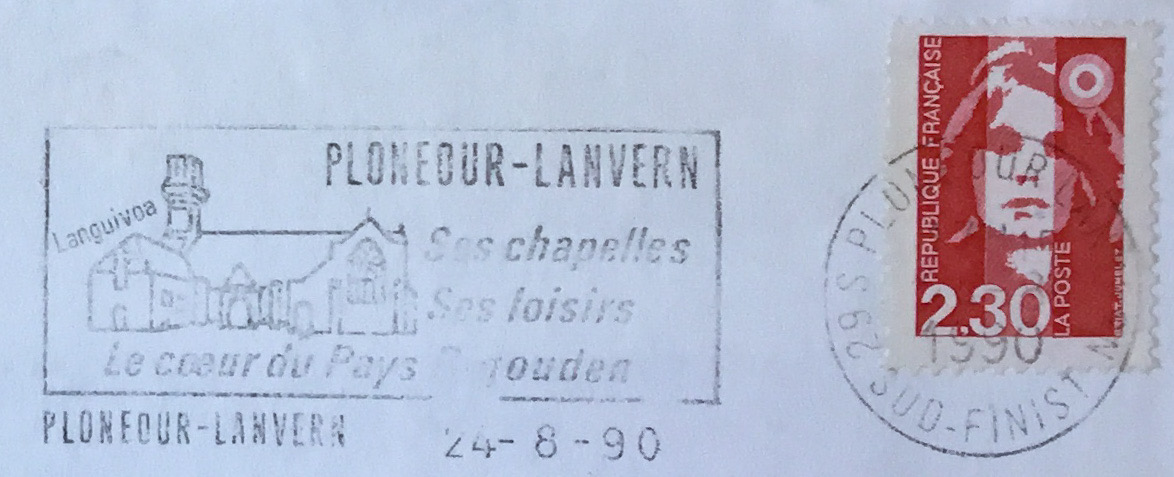 PLONEOUR-LANVERN
Languivoa
Ses chapelles
Ses loisirs
Le cœur du Pays
PLONEOUR-LANVERN
24-8-90
REPUBLIQUE FRANÇAISE
LA POSTE
2,30
1990
29S
SUD-FINIST